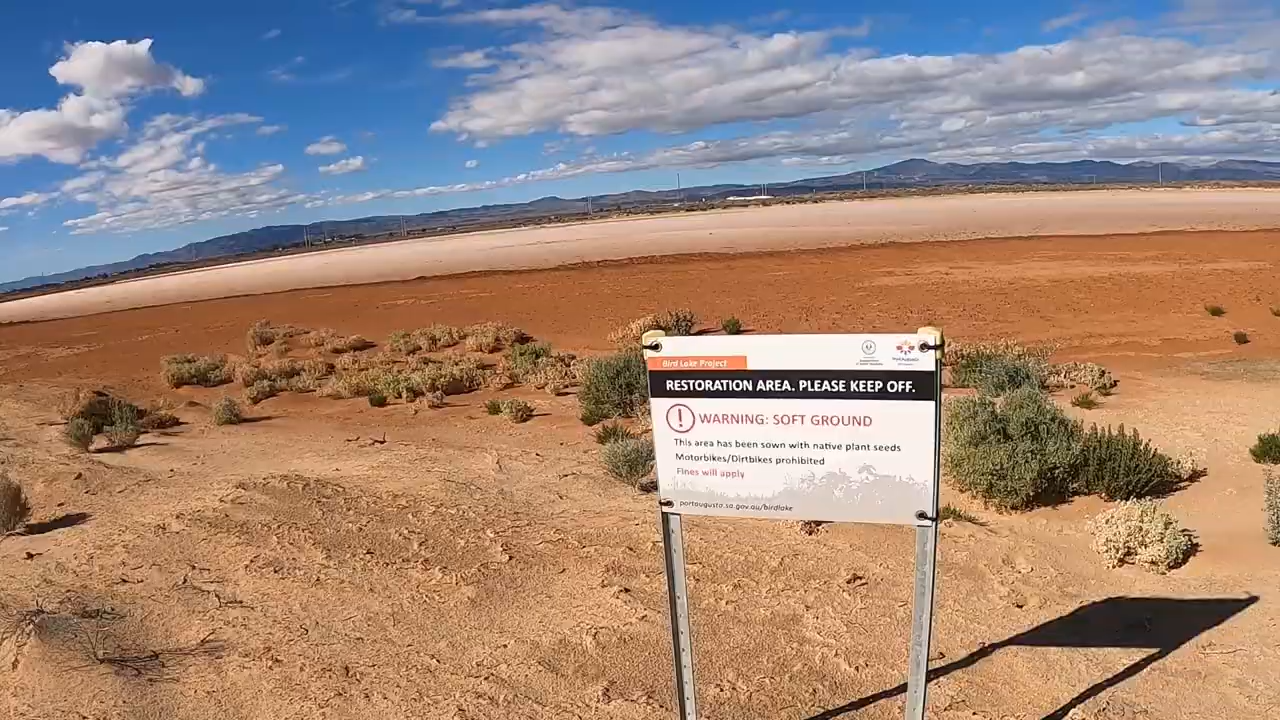 Bird Lake Project
RESTORATION AREA. PLEASE KEEP OFF.
WARNING: SOFT GROUND
This area has been sown with native plant seeds
Motorbikes/Dirtbikes prohibited
Fines will apply
portaugusta.sa.gov.au/birdlake